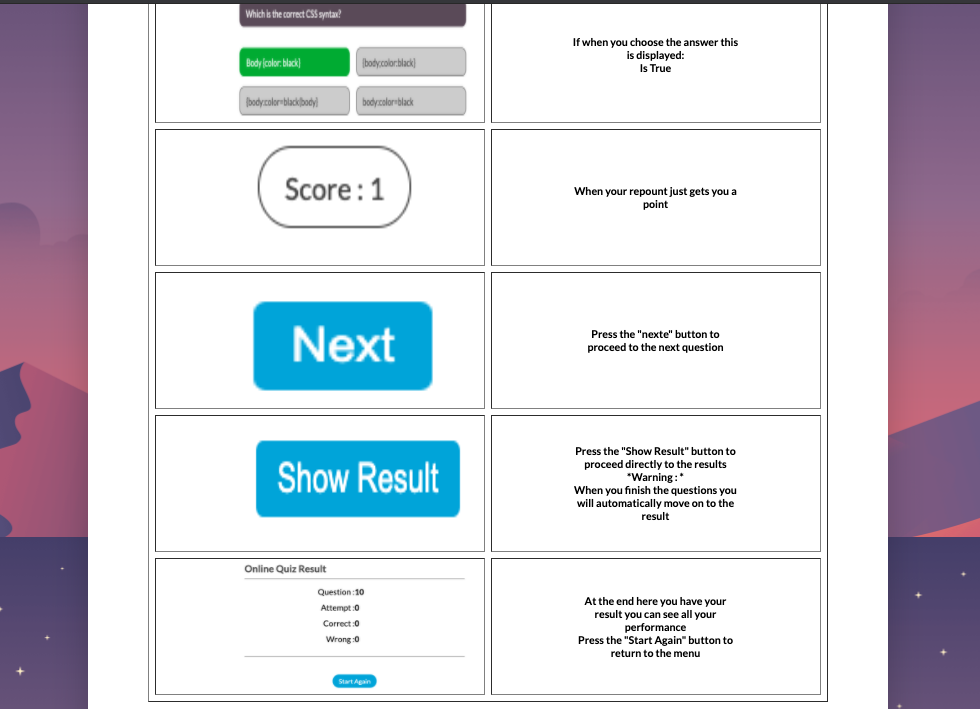 Which is the correct CSS syntax?
Body {color: black}
{body;color:black}
{body:color=black(body}
body:color=black
If when you choose the answer this
is displayed:
Is True
Score : 1
When your repount just gets you a
point
Next
Press the "nexte" button to
proceed to the next question
Show Result
Press the "Show Result" button to
proceed directly to the results
*Warning : *
When you finish the questions you
will automatically move on to the
result
Online Quiz Result
Question :10
Attempt :0
Correct :0
Wrong :0
Start Again
At the end here you have your
result you can see all your
performance
Press the "Start Again" button to
return to the menu